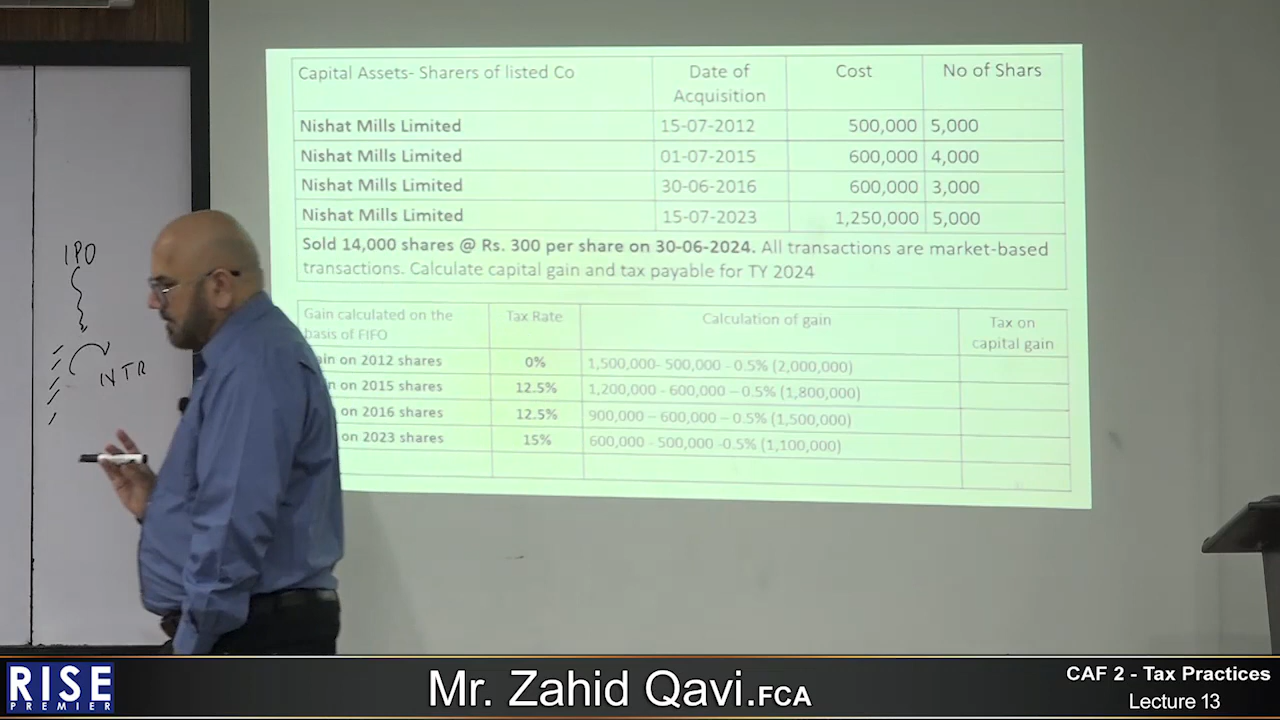 Capital Assets- Sharers of listed Co Date of Acquisition Cost No of Shars
Nishat Mills Limited 15-07-2012 500,000 5,000
Nishat Mills Limited 01-07-2015 600,000 4,000
Nishat Mills Limited 30-06-2016 600,000 3,000
Nishat Mills Limited 15-07-2023 1,250,000 5,000
Sold 14,000 shares @ Rs. 300 per share on 30-06-2024. All transactions are market-based
transactions. Calculate capital gain and tax payable for TY 2024
Gain calculated on the basis of FIFO Tax Rate Calculation of gain Tax on capital gain
on 2012 shares 0% 1,500,000- 500,000 -0.5% (2,000,000)
on 2015 shares 12.5% 1,200,000 - 600,000 – 0.5% (1,800,000)
on 2016 shares 12.5% 900,000 – 600,000 – 0.5% (1,500,000)
on 2023 shares 15% 600,000 - 500,000 -0.5% (1,100,000)
IPO
RISE
PREMIER
Mr. Zahid Qavi.FCA
CAF 2 - Tax Practices
Lecture 13